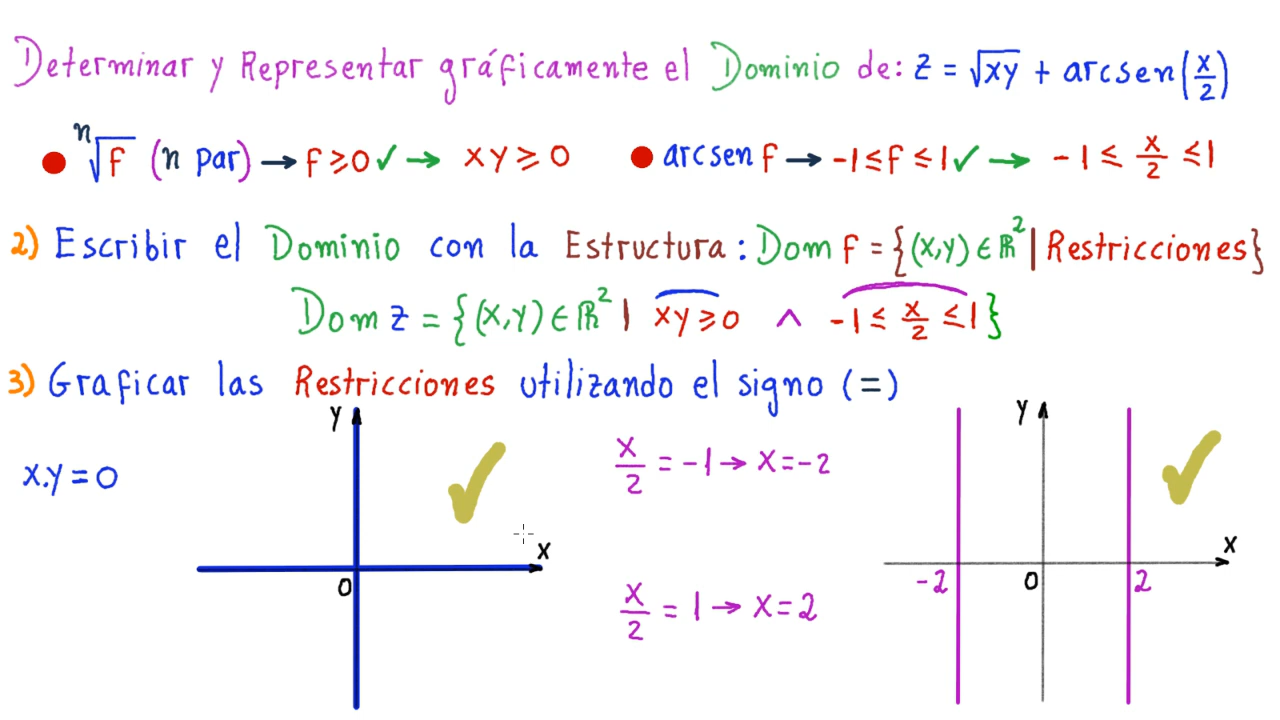 Determinar y Representar gráficamente el Dominio de: z = √xy + arcsen(x/2)
• ⁿ√f (n par) → f ≥ 0 ✓ → xy ≥ 0 • arcsen f → -1 ≤ f ≤ 1 ✓ → -1 ≤ x/2 ≤ 1
2) Escribir el Dominio con la Estructura: Dom f = {(x,y) ∈ ℝ² | Restricciones}
Dom z = {(x,y) ∈ ℝ² | xy ≥ 0 ∧ -1 ≤ x/2 ≤ 1}
3) Graficar las Restricciones utilizando el signo (=)
x.y = 0
y
x
0
x/2 = -1 → x = -2
x/2 = 1 → x = 2
y
x
-2 0 2